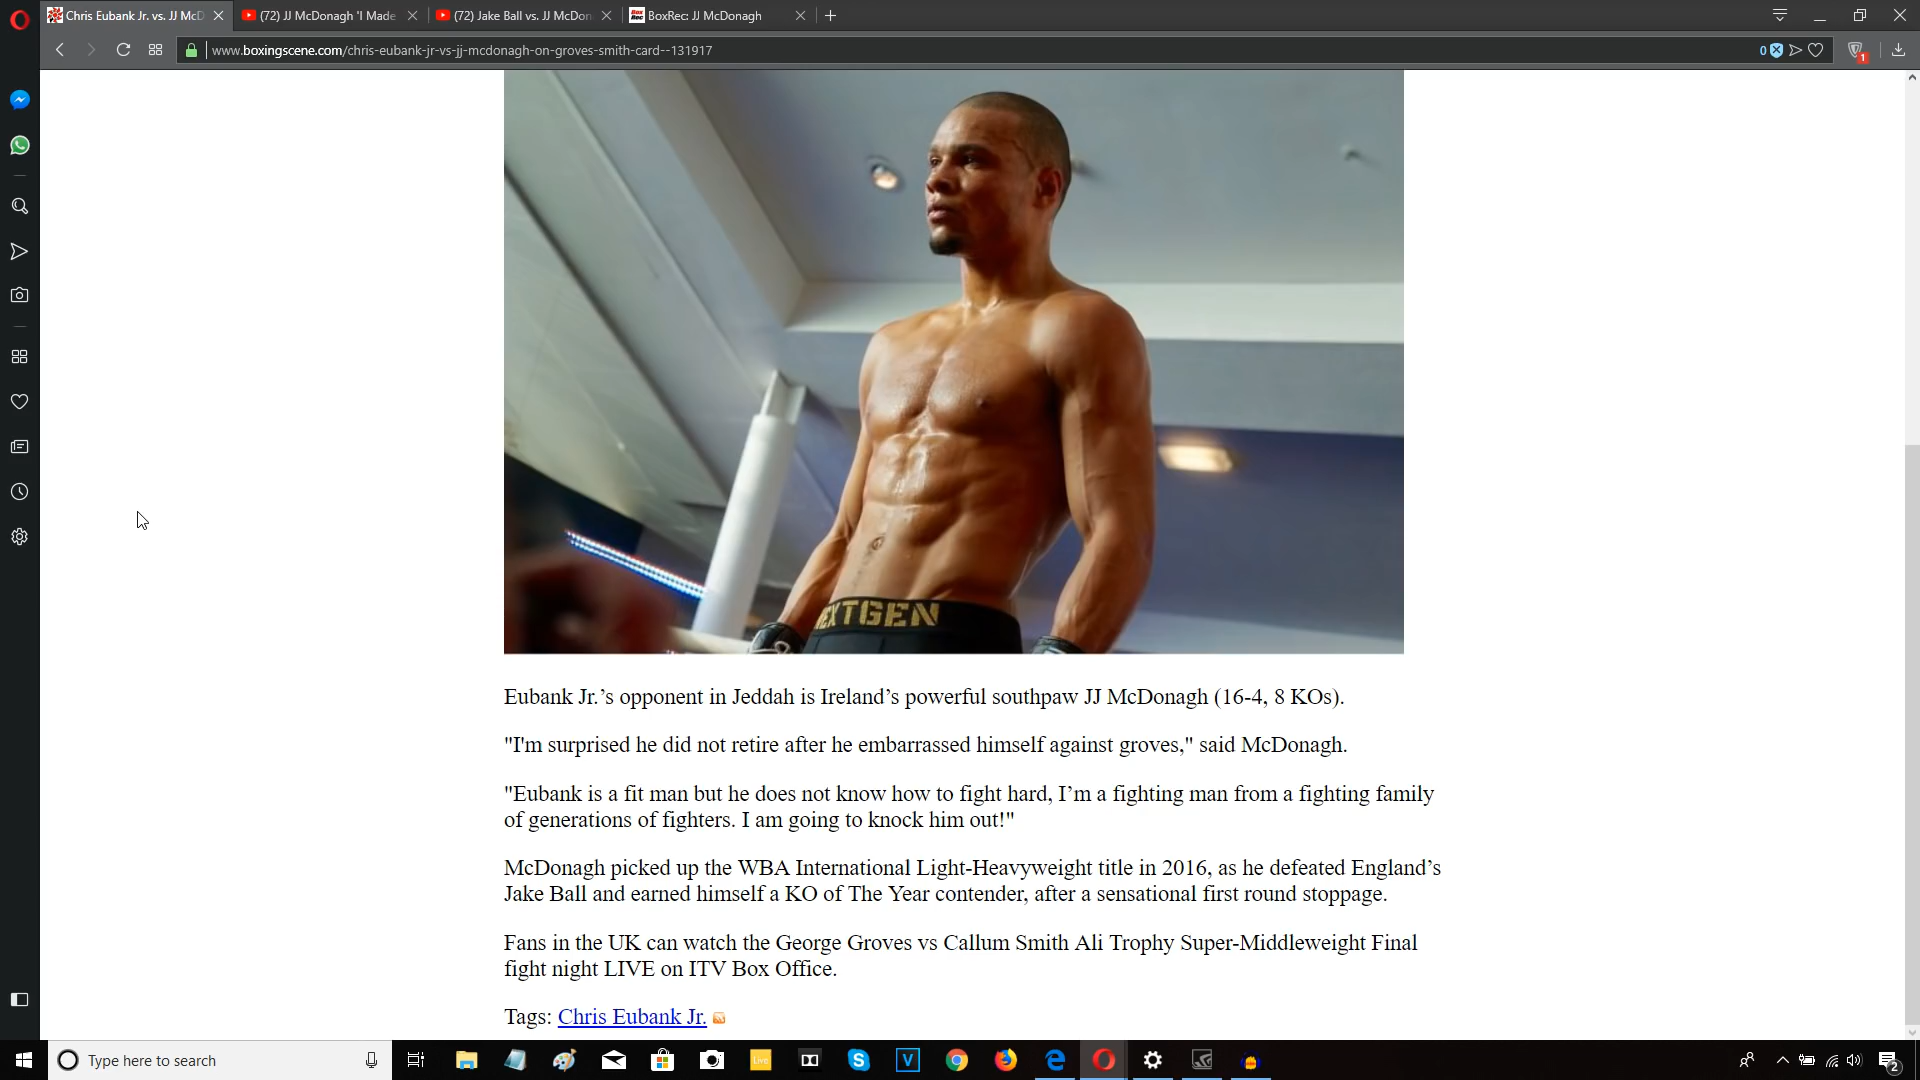 Chris Eubank Jr. vs. JJ McD
(72) JJ McDonagh 'I Made
(72) Jake Ball vs. JJ McDon
Box Rec
BoxRec: JJ McDonagh
www.boxingscene.com/chris-eubank-jr-vs-jj-mcdonagh-on-groves-smith-card--131917
0
1
EXTGEN
Eubank Jr.’s opponent in Jeddah is Ireland’s powerful southpaw JJ McDonagh (16-4, 8 KOs).
"I'm surprised he did not retire after he embarrassed himself against groves," said McDonagh.
"Eubank is a fit man but he does not know how to fight hard, I’m a fighting man from a fighting family
of generations of fighters. I am going to knock him out!"
McDonagh picked up the WBA International Light-Heavyweight title in 2016, as he defeated England’s
Jake Ball and earned himself a KO of The Year contender, after a sensational first round stoppage.
Fans in the UK can watch the George Groves vs Callum Smith Ali Trophy Super-Middleweight Final
fight night LIVE on ITV Box Office.
Tags: Chris Eubank Jr.
Type here to search
Live
V
2